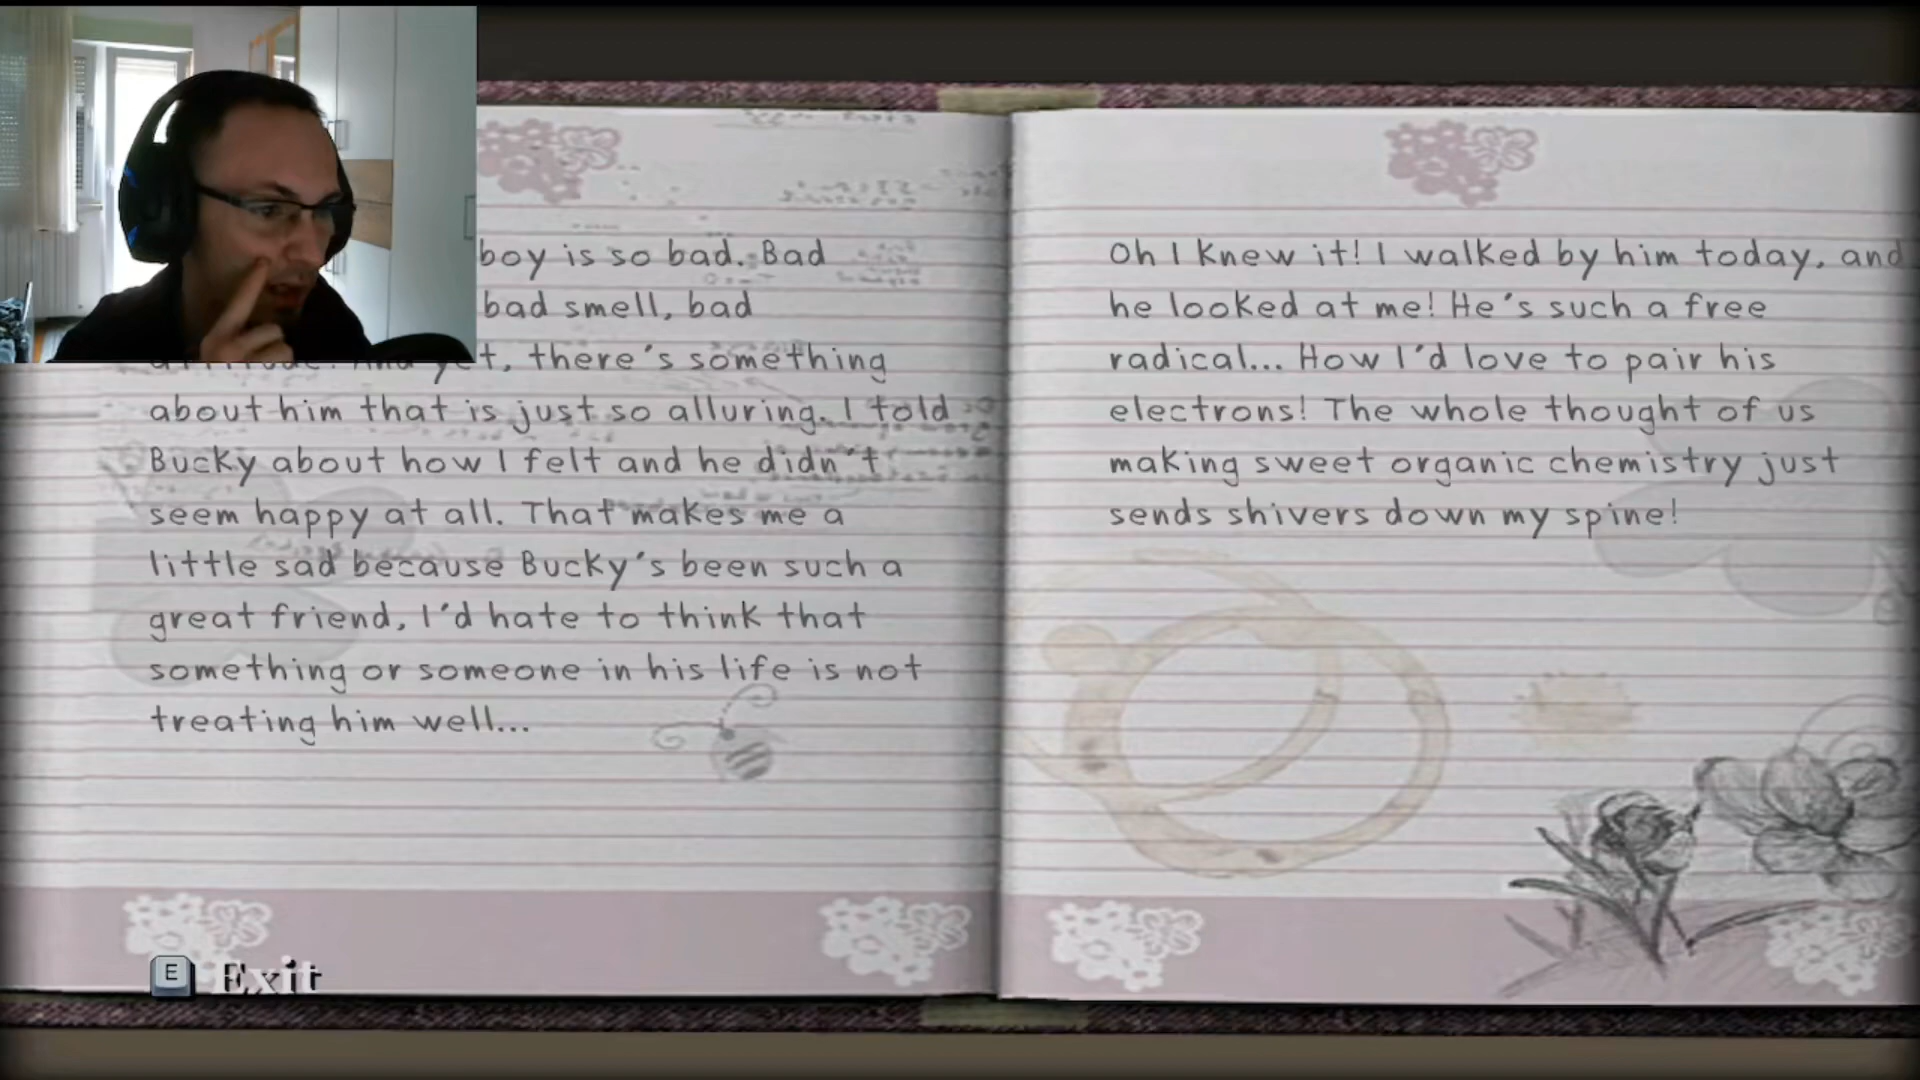 boy is so bad. Bad
bad smell, bad
attitude! And yet, there's something
about him that is just so alluring. I told
Bucky about how I felt and he didn't
seem happy at all. That makes me a
little sad because Bucky's been such a
great friend, I'd hate to think that
something or someone in his life is not
treating him well...
Oh I knew it! I walked by him today, and
he looked at me! He's such a free
radical... How I'd love to pair his
electrons! The whole thought of us
making sweet organic chemistry just
sends shivers down my spine!
E Exit